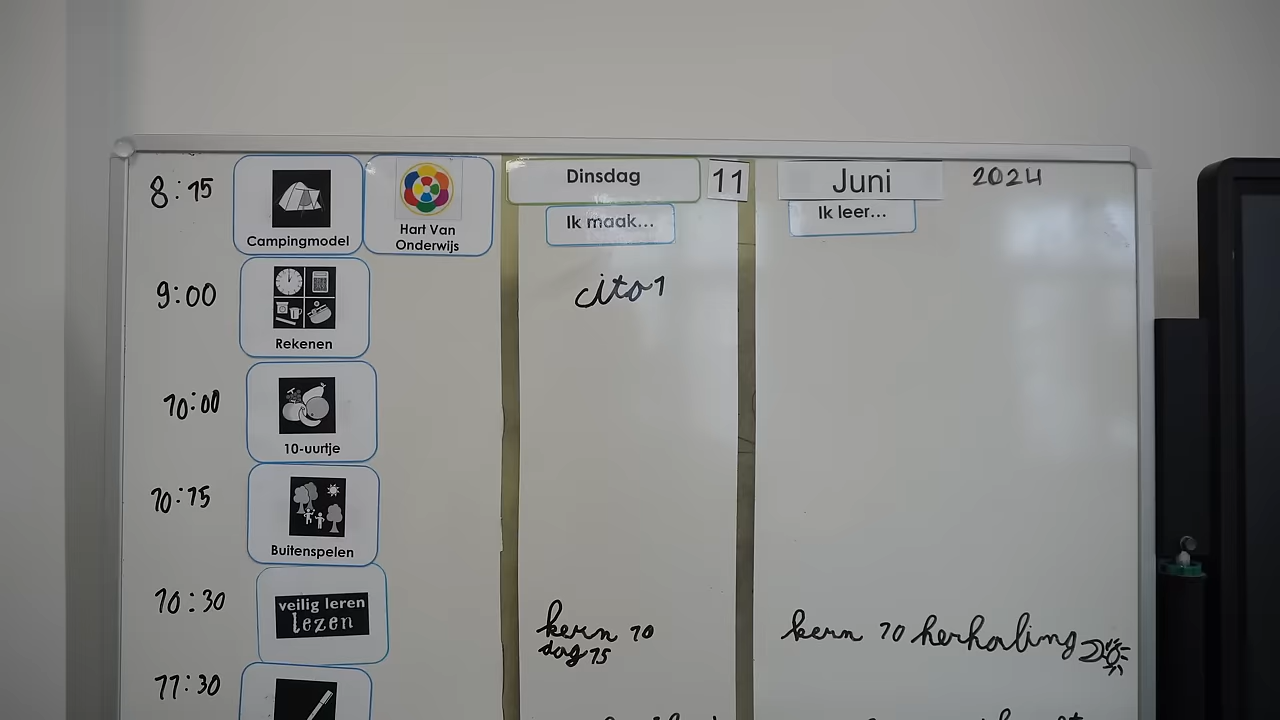 8:15
Campingmodel
Hart Van
Onderwijs
Dinsdag 11 Juni 2024
Ik maak...
Ik leer...
9:00
Rekenen
cito 1
10:00
10-uurtje
10:15
Buitenspelen
10:30
veilig leren
lezen
kern 10
dag 15
kern 10 herhaling
11:30